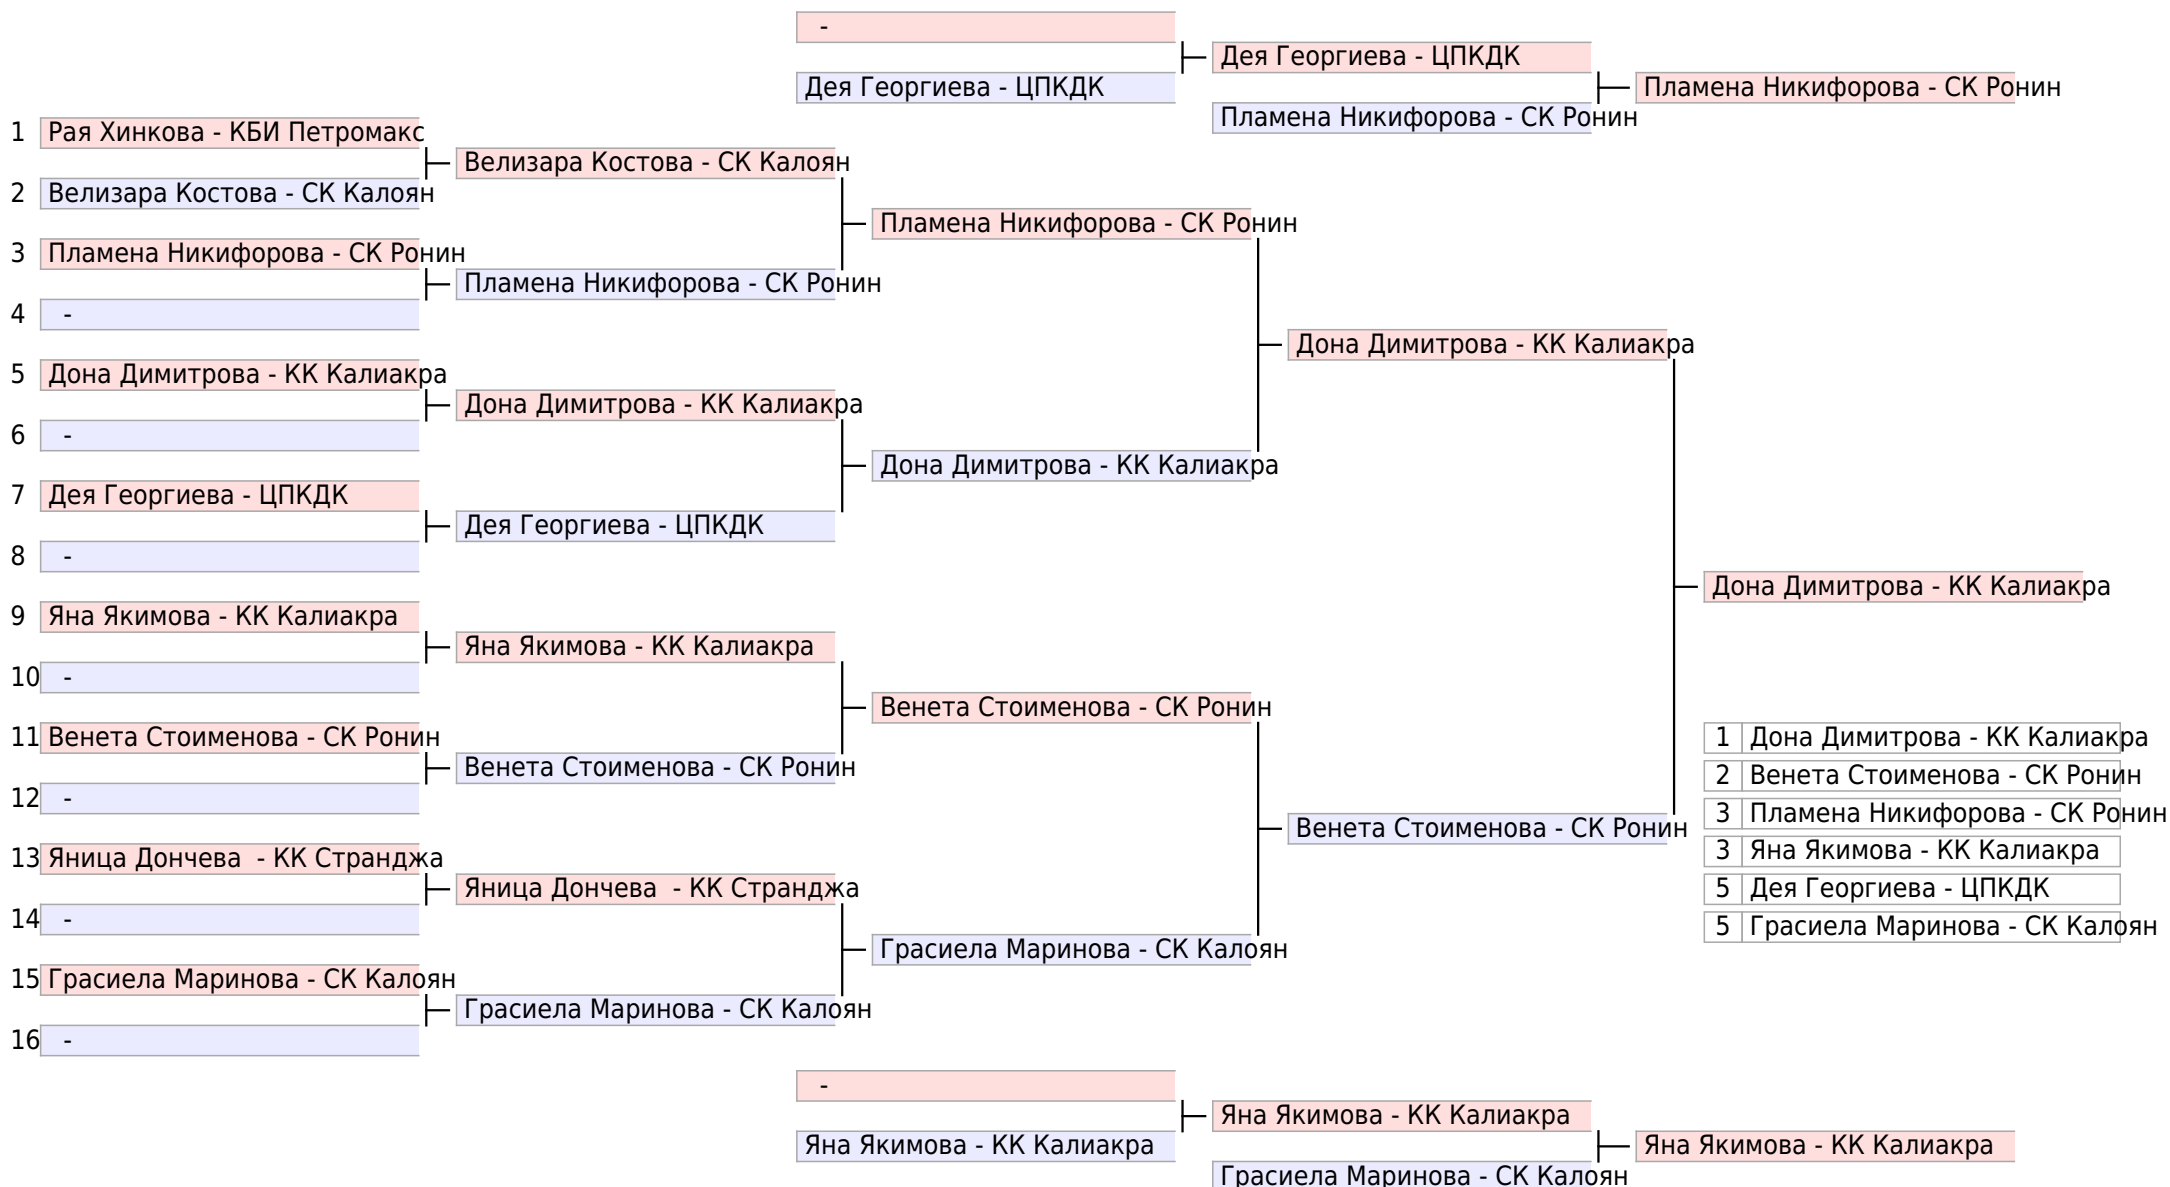 -
Дея Георгиева - ЦПКДК
Дея Георгиева - ЦПКДК
Пламена Никифорова - СК Ронин
Пламена Никифорова - СК Ронин
1 Рая Хинкова - КБИ Петромакс
Велизара Костова - СК Калоян
2 Велизара Костова - СК Калоян
Пламена Никифорова - СК Ронин
3 Пламена Никифорова - СК Ронин
Пламена Никифорова - СК Ронин
4 -
Дона Димитрова - КК Калиакра
5 Дона Димитрова - КК Калиакра
Дона Димитрова - КК Калиакра
6 -
Дона Димитрова - КК Калиакра
7 Дея Георгиева - ЦПКДК
Дея Георгиева - ЦПКДК
8 -
Дона Димитрова - КК Калиакра
9 Яна Якимова - КК Калиакра
Яна Якимова - КК Калиакра
10 -
Венета Стоименова - СК Ронин
11 Венета Стоименова - СК Ронин
Венета Стоименова - СК Ронин
12 -
Венета Стоименова - СК Ронин
13 Яница Дончева  - КК Странджа
Яница Дончева  - КК Странджа
14 -
Грасиела Маринова - СК Калоян
15 Грасиела Маринова - СК Калоян
Грасиела Маринова - СК Калоян
16 -
1 Дона Димитрова - КК Калиакра
2 Венета Стоименова - СК Ронин
3 Пламена Никифорова - СК Ронин
3 Яна Якимова - КК Калиакра
5 Дея Георгиева - ЦПКДК
5 Грасиела Маринова - СК Калоян
-
Яна Якимова - КК Калиакра
Яна Якимова - КК Калиакра
Яна Якимова - КК Калиакра
Грасиела Маринова - СК Калоян